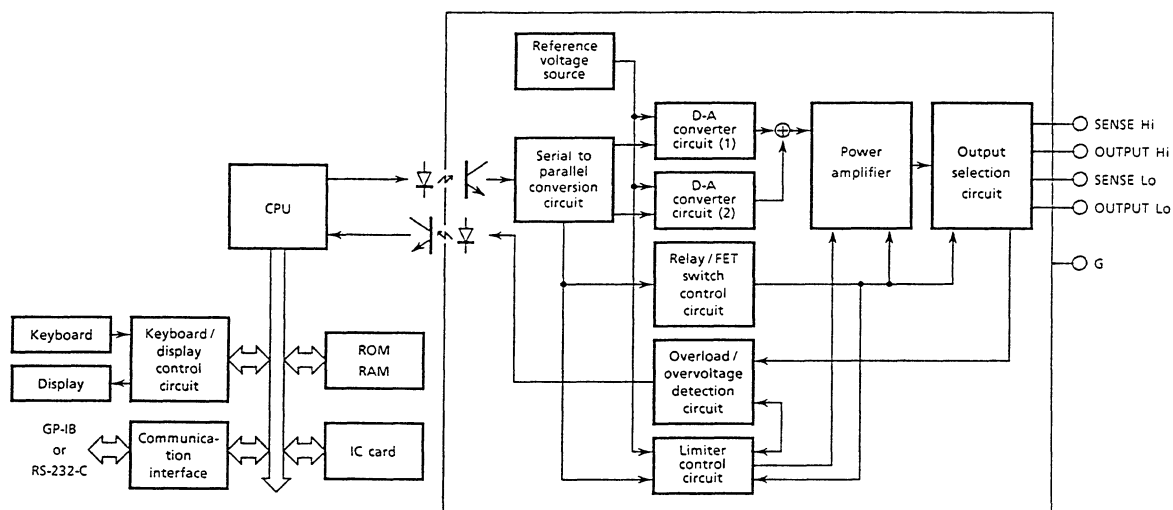 Reference
voltage
source
D-A
converter
circuit (1)
Serial to
parallel
conversion
circuit
D-A
converter
circuit (2)
Power
amplifier
Output
selection
circuit
SENSE Hi
OUTPUT Hi
SENSE Lo
OUTPUT Lo
G
CPU
Relay / FET
switch
control
circuit
Overload /
overvoltage
detection
circuit
Limiter
control
circuit
Keyboard
Display
Keyboard /
display
control
circuit
ROM
RAM
GP-IB
or
RS-232-C
Communica-
tion
interface
IC card